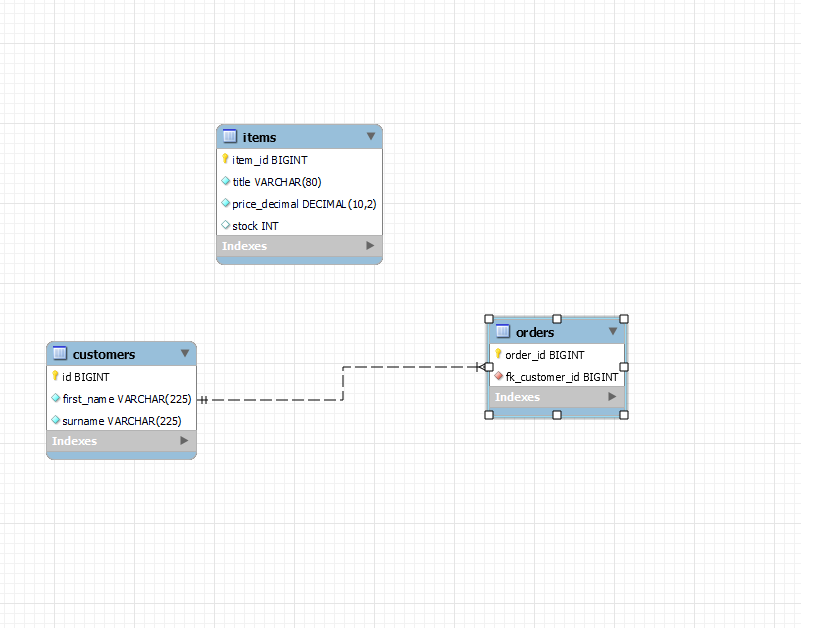 items
item_id BIGINT
title VARCHAR(80)
price_decimal DECIMAL(10,2)
stock INT
Indexes
customers
id BIGINT
first_name VARCHAR(225)
surname VARCHAR(225)
Indexes
orders
order_id BIGINT
fk_customer_id BIGINT
Indexes